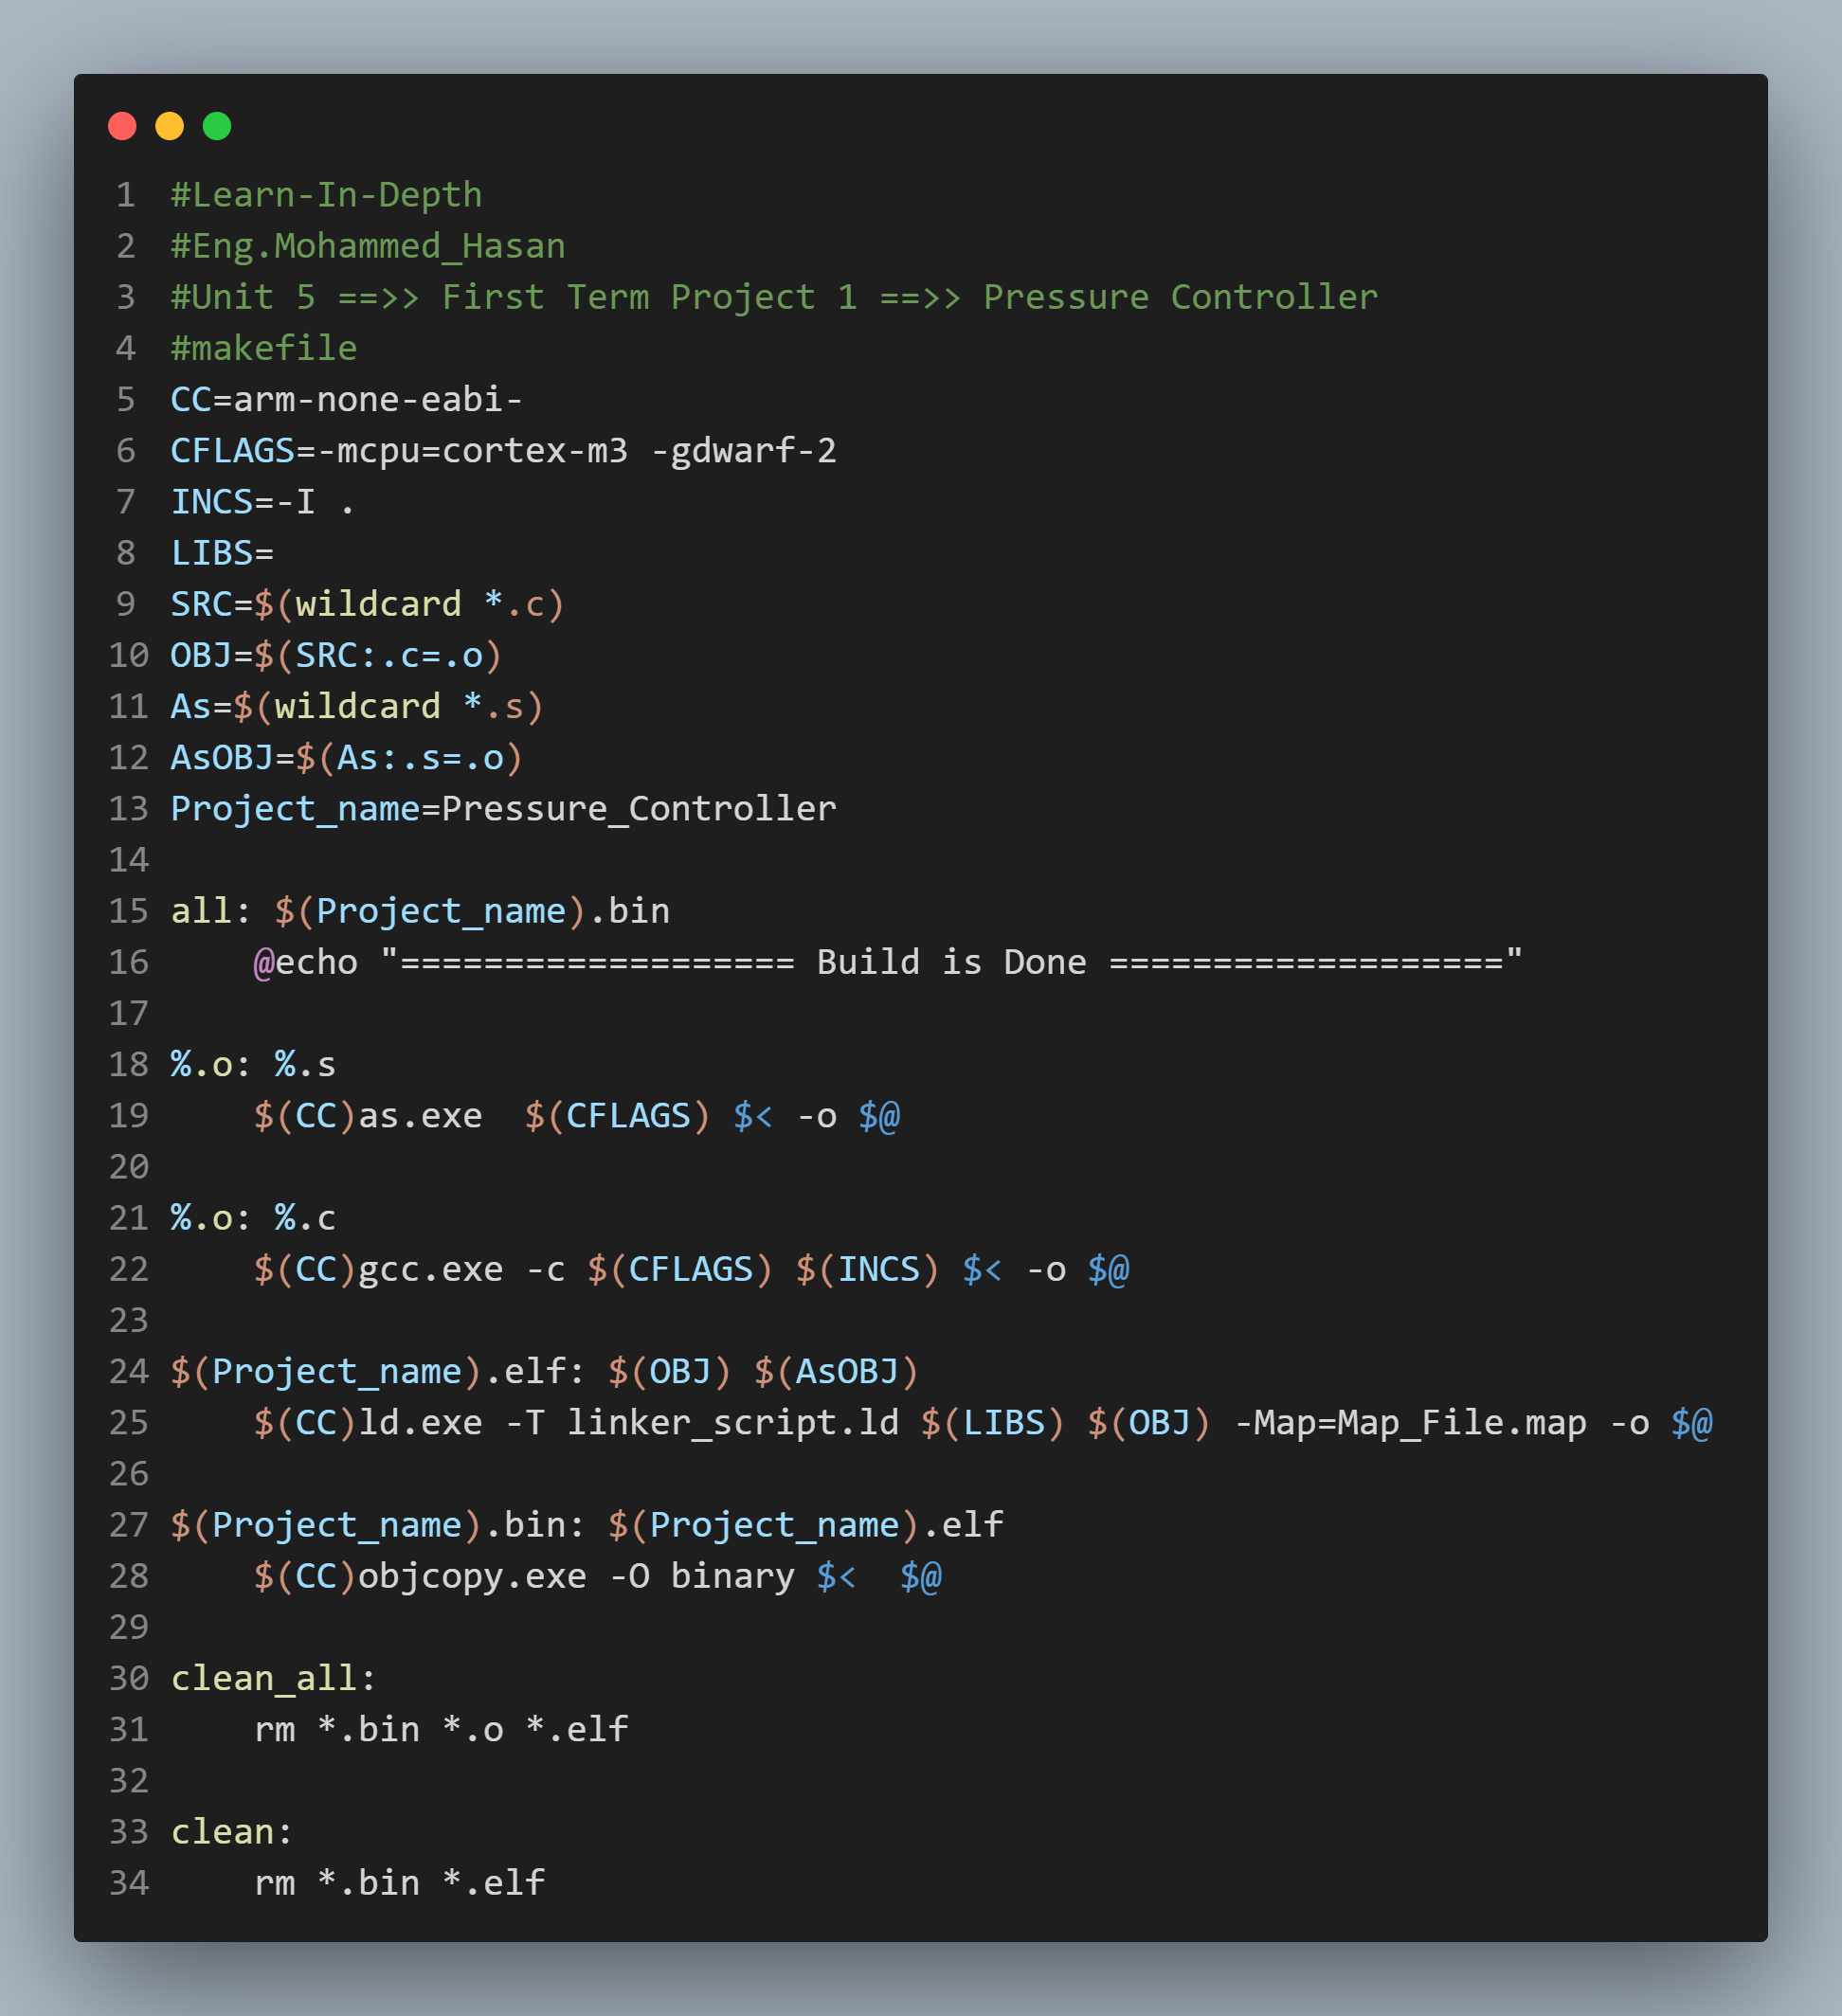 1 #Learn-In-Depth
2 #Eng.Mohammed_Hasan
3 #Unit 5 ==>> First Term Project 1 ==>> Pressure Controller
4 #makefile
5 CC=arm-none-eabi-
6 CFLAGS=-mcpu=cortex-m3 -gdwarf-2
7 INCS=-I .
8 LIBS=
9 SRC=$(wildcard *.c)
10 OBJ=$(SRC:.c=.o)
11 As=$(wildcard *.s)
12 AsOBJ=$(As:.s=.o)
13 Project_name=Pressure_Controller
14
15 all: $(Project_name).bin
16     @echo "=================== Build is Done ==================="
17
18 %.o: %.s
19     $(CC)as.exe  $(CFLAGS) $< -o $@
20
21 %.o: %.c
22     $(CC)gcc.exe -c $(CFLAGS) $(INCS) $< -o $@
23
24 $(Project_name).elf: $(OBJ) $(AsOBJ)
25     $(CC)ld.exe -T linker_script.ld $(LIBS) $(OBJ) -Map=Map_File.map -o $@
26
27 $(Project_name).bin: $(Project_name).elf
28     $(CC)objcopy.exe -O binary $<  $@
29
30 clean_all:
31     rm *.bin *.o *.elf
32
33 clean:
34     rm *.bin *.elf